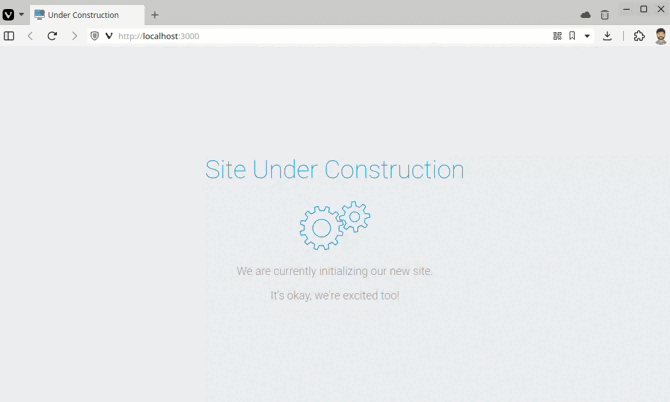 Under Construction
http://localhost:3000
Site Under Construction
We are currently initializing our new site.
It's okay, we're excited too!